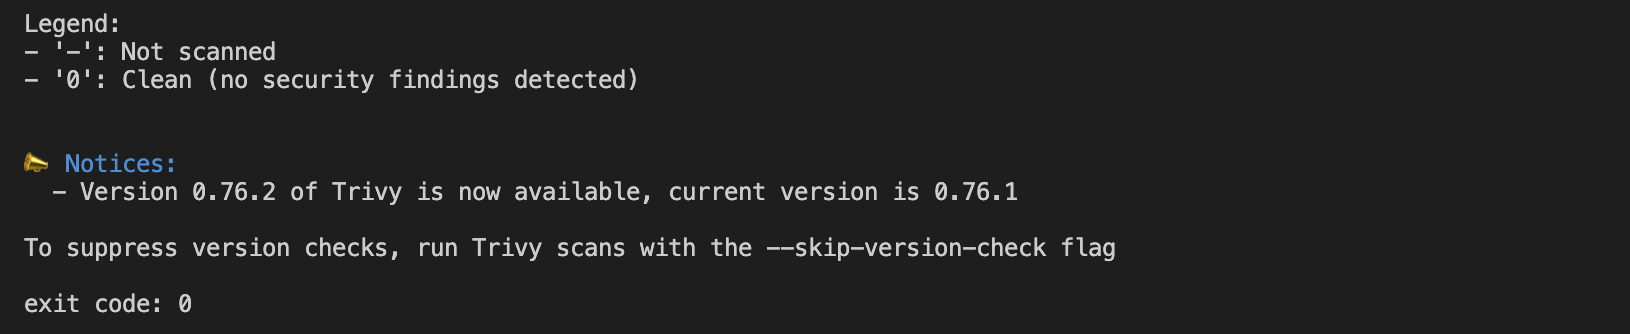 Legend:
- '-': Not scanned
- '0': Clean (no security findings detected)
📣 Notices:
- Version 0.76.2 of Trivy is now available, current version is 0.76.1
To suppress version checks, run Trivy scans with the --skip-version-check flag
exit code: 0